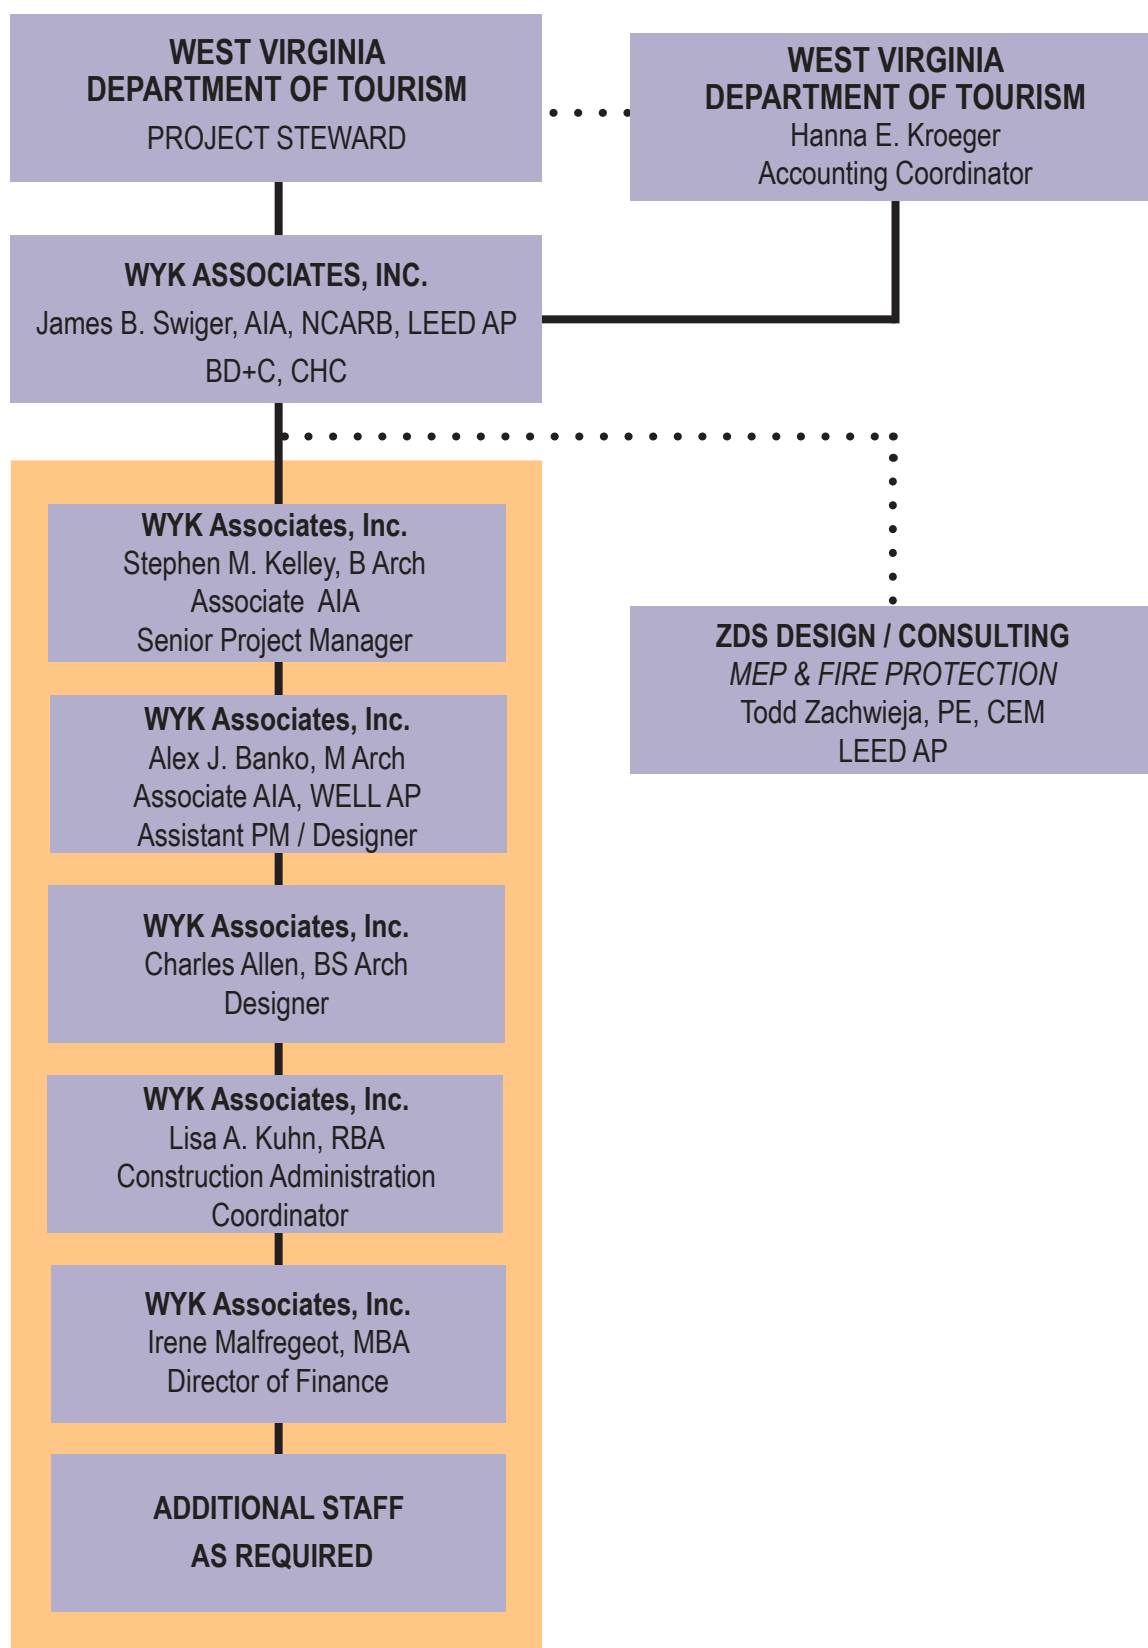 WEST VIRGINIA
DEPARTMENT OF TOURISM
PROJECT STEWARD
WEST VIRGINIA
DEPARTMENT OF TOURISM
Hanna E. Kroeger
Accounting Coordinator
WYK ASSOCIATES, INC.
James B. Swiger, AIA, NCARB, LEED AP
BD+C, CHC
WYK Associates, Inc.
Stephen M. Kelley, B Arch
Associate AIA
Senior Project Manager
ZDS DESIGN / CONSULTING
MEP & FIRE PROTECTION
Todd Zachwieja, PE, CEM
LEED AP
WYK Associates, Inc.
Alex J. Banko, M Arch
Associate AIA, WELL AP
Assistant PM / Designer
WYK Associates, Inc.
Charles Allen, BS Arch
Designer
WYK Associates, Inc.
Lisa A. Kuhn, RBA
Construction Administration
Coordinator
WYK Associates, Inc.
Irene Malfregeot, MBA
Director of Finance
ADDITIONAL STAFF
AS REQUIRED